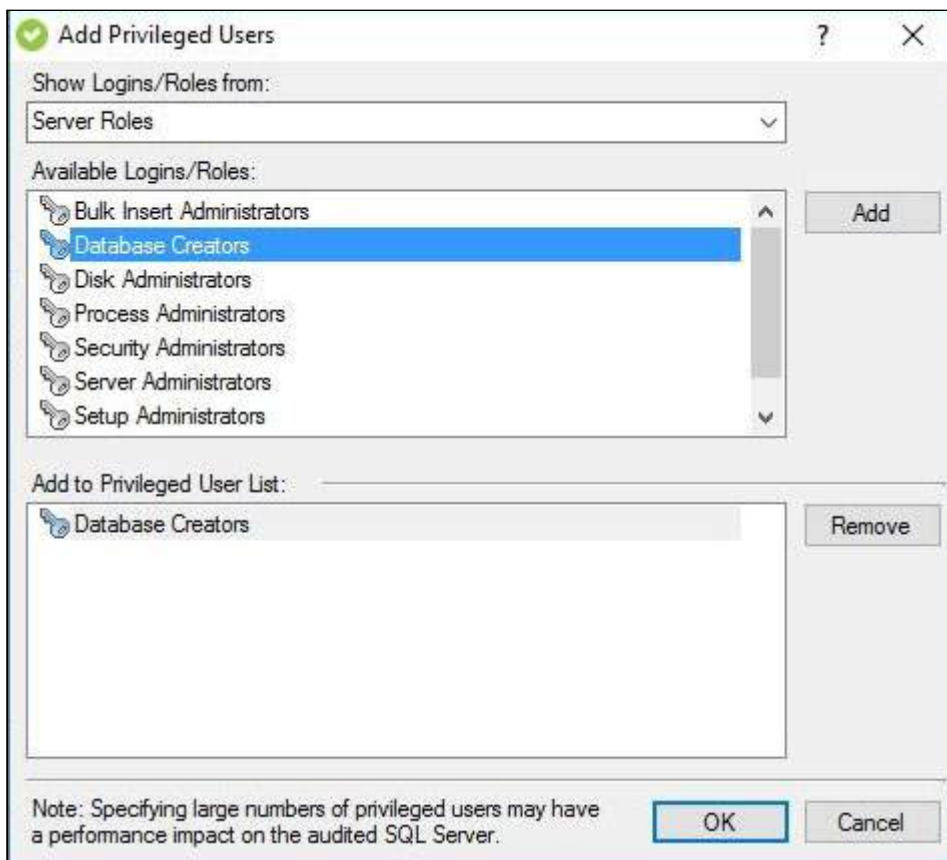 Add Privileged Users
?
Show Logins/Roles from:
Server Roles
Available Logins/Roles:
Bulk Insert Administrators
Add
Database Creators
Disk Administrators
Process Administrators
Security Administrators
Server Administrators
Setup Administrators
Add to Privileged User List:
Database Creators
Remove
Note: Specifying large numbers of privileged users may have
a performance impact on the audited SQL Server.
OK
Cancel